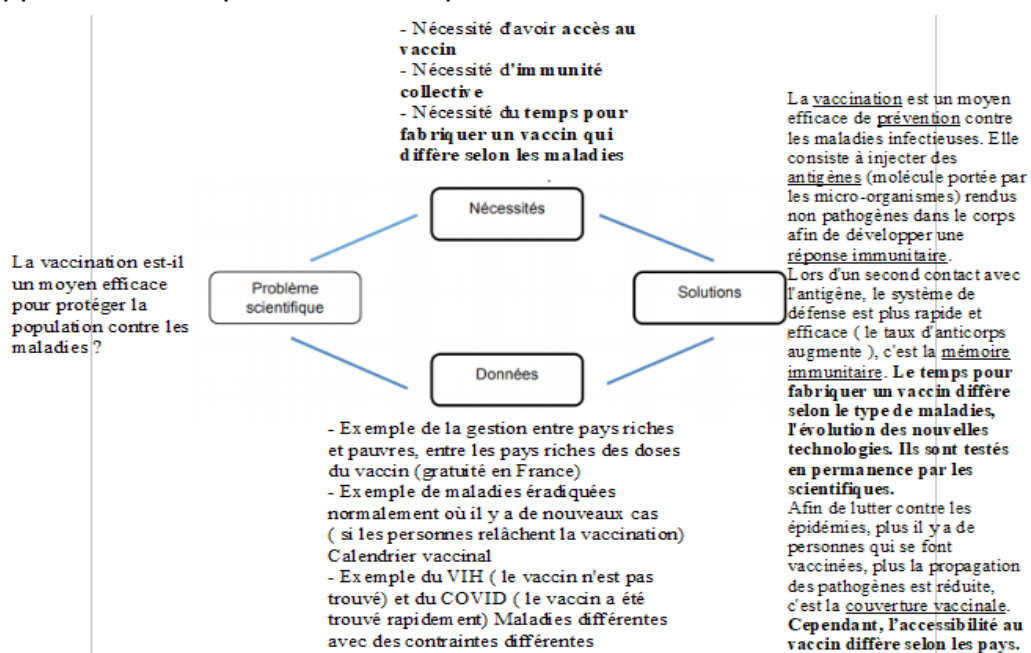 - Nécessité d'avoir accès au
vaccin
- Nécessité d'immunité
collective
- Nécessité du temps pour
fabriquer un vaccin qui
diffère selon les maladies
Nécessités
La vaccination est-il
un moyen efficace
pour protéger la
population contre les
maladies ?
Problème
scientifique
Solutions
Données
- Exemple de la gestion entre pays riches
et pauvres, entre les pays riches des doses
du vaccin (gratuité en France)
- Exemple de maladies éradiquées
normalement où il y a de nouveaux cas
( si les personnes relâchent la vaccination)
Calendrier vaccinal
- Exemple du VIH ( le vaccin n'est pas
trouvé) et du COVID ( le vaccin a été
trouvé rapidement) Maladies différentes
avec des contraintes différentes
La vaccination est un moyen
efficace de prévention contre
les maladies infectieuses. Elle
consiste à injecter des
antigènes (molécule portée par
les micro-organismes) rendus
non pathogènes dans le corps
afin de développer une
réponse immunitaire.
Lors d'un second contact avec
l'antigène, le système de
défense est plus rapide et
efficace ( le taux d'anticorps
augmente ), c'est la mémoire
immunitaire. Le temps pour
fabriquer un vaccin diffère
selon le type de maladies,
l'évolution des nouvelles
technologies. Ils sont testés
en permanence par les
scientifiques.
Afin de lutter contre les
épidémies, plus il y a de
personnes qui se font
vaccinées, plus la propagation
des pathogènes est réduite,
c'est la couverture vaccinale.
Cependant, l'accessibilité au
vaccin diffère selon les pays.